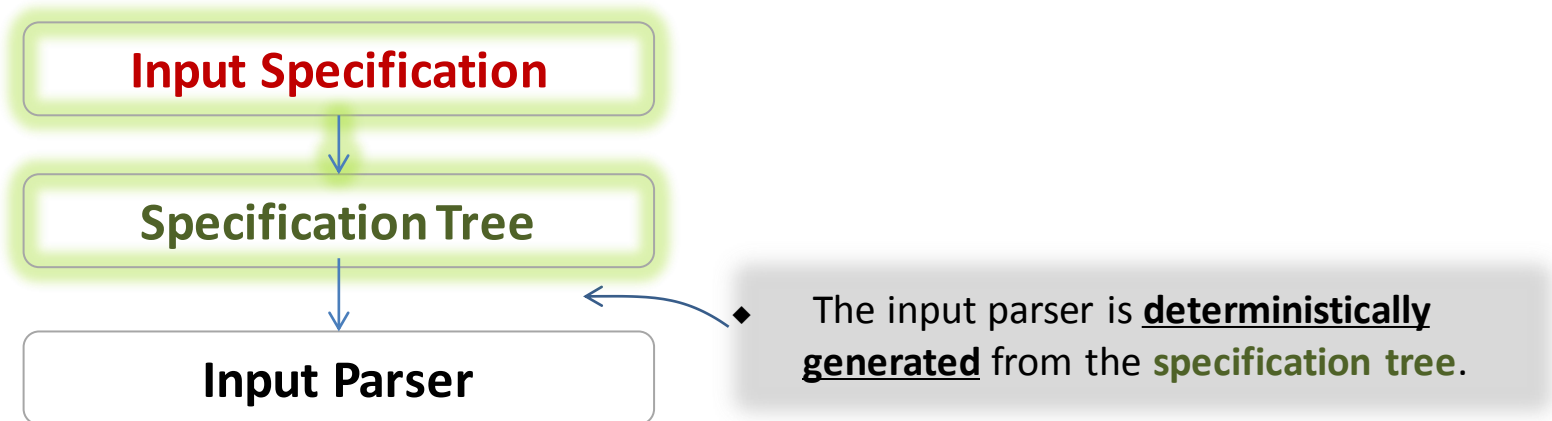 Input Specification
Specification Tree
Input Parser
◆ The input parser is deterministically
generated from the specification tree.